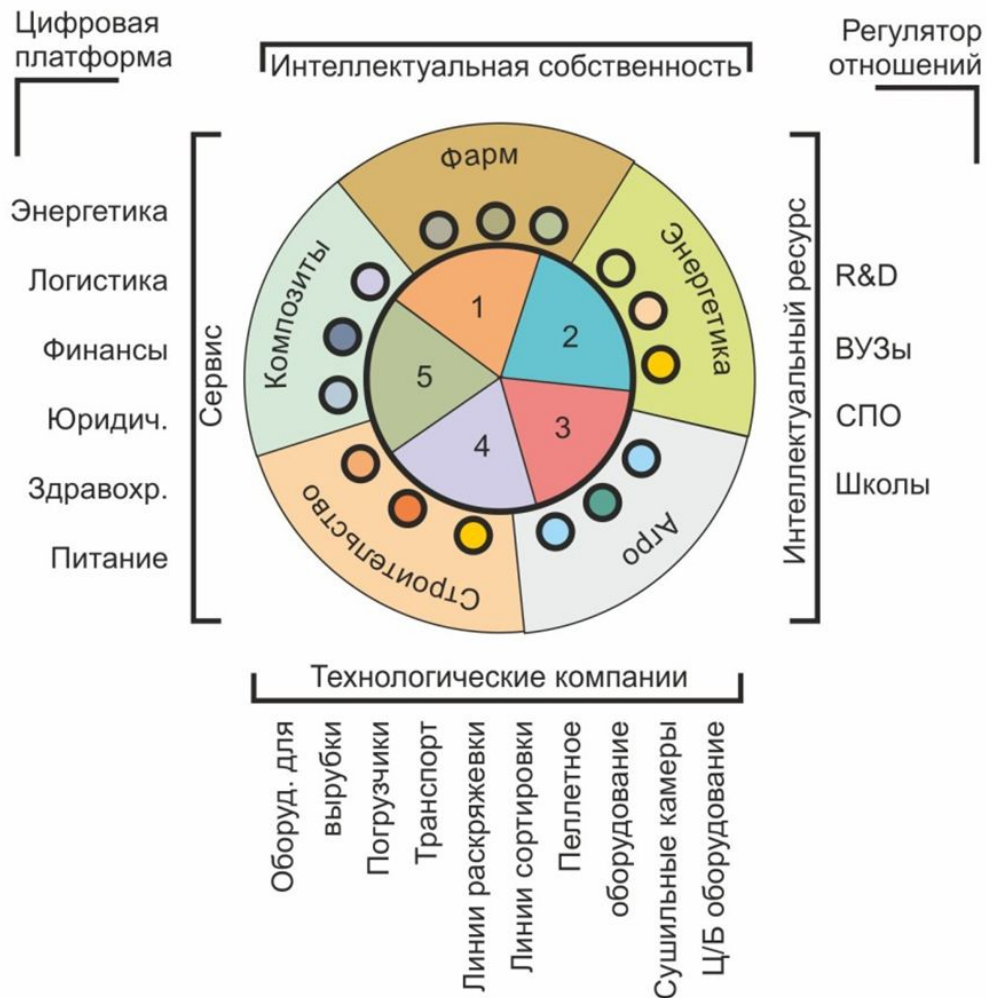 Цифровая
платформа
Интеллектуальная собственность
Регулятор
отношений
Энергетика
Логистика
Финансы
Юридич.
Здравохр.
Питание
Сервис
Фарм
Энергетика
Агро
Строительство
Композиты
1
2
3
4
5
Интеллектуальный ресурс
R&D
ВУЗы
СПО
Школы
Технологические компании
Оборуд. для
вырубки
Погрузчики
Транспорт
Линии раскряжевки
Линии сортировки
Пеллетное
оборудование
Сушильные камеры
Ц/Б оборудование